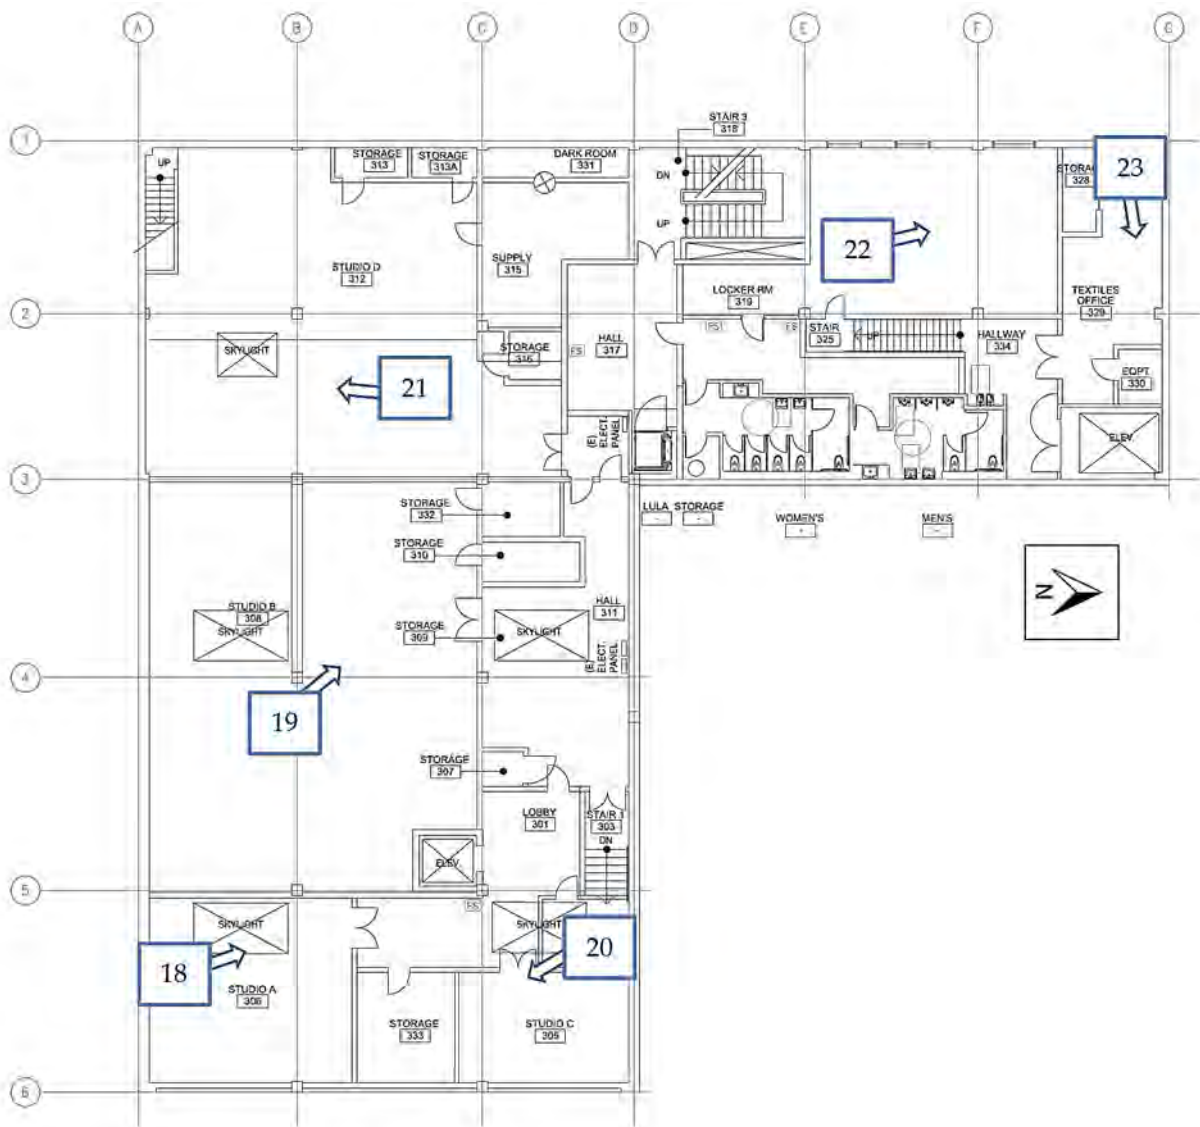 A B C D E F G
1
STAIR 3
318
UP
STORAGE
313
STORAGE
313A
DARK ROOM
331
DN
UP
STORAGE
328
23
22
STUDIO D
312
SUPPLY
315
LOCKER RM
319
TEXTILES
OFFICE
329
2
FS
FS
STAIR
325
UP
HALLWAY
334
SKYLIGHT
STORAGE
316
FS
HALL
317
EQPT.
330
21
(E)
ELECT.
PANEL
ELEV.
3
STORAGE
332
LULA
STORAGE
WOMEN'S
MEN'S
STORAGE
310
N
STUDIO B
308
SKYLIGHT
STORAGE
309
SKYLIGHT
HALL
311
(E)
ELECT.
PANEL
4
19
STORAGE
307
LOBBY
301
STAIR 1
303
DN
ELEV.
5
FS
SKYLIGHT
SKYLIGHT
20
18
STUDIO A
306
STORAGE
333
STUDIO C
305
6